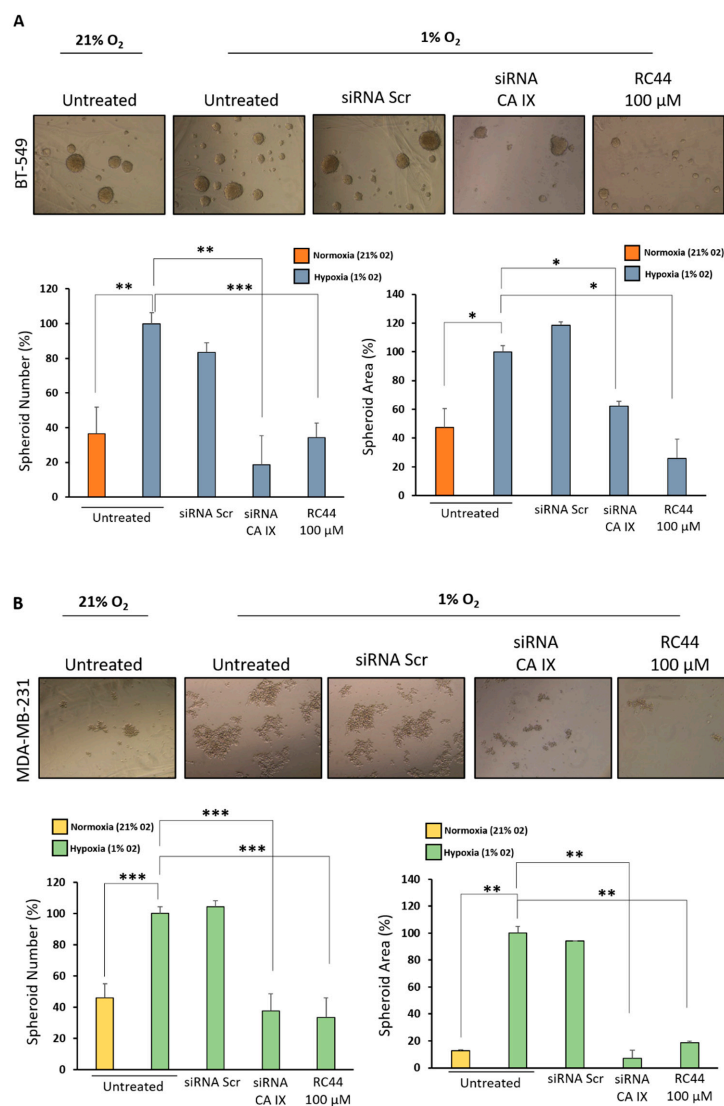 A
21% O₂
1% O₂
Untreated
Untreated
siRNA Scr
siRNA
CA IX
RC44
100 µM
BT-549
Normoxia (21% 02)
Hypoxia (1% 02)
**
**
***
Spheroid Number (%)
120
100
80
60
40
20
0
Untreated
siRNA Scr
siRNA
CA IX
RC44
100 µM
Normoxia (21% 02)
Hypoxia (1% 02)
*
*
*
Spheroid Area (%)
140
120
100
80
60
40
20
0
Untreated
siRNA Scr
siRNA
CA IX
RC44
100 µM
B
21% O₂
1% O₂
Untreated
Untreated
siRNA Scr
siRNA
CA IX
RC44
100 µM
MDA-MB-231
Normoxia (21% 02)
Hypoxia (1% 02)
***
***
***
Spheroid Number (%)
120
100
80
60
40
20
0
Untreated
siRNA Scr
siRNA
CA IX
RC44
100 µM
Normoxia (21% 02)
Hypoxia (1% 02)
**
**
**
Spheroid Area (%)
140
120
100
80
60
40
20
0
Untreated
siRNA Scr
siRNA
CA IX
RC44
100 µM